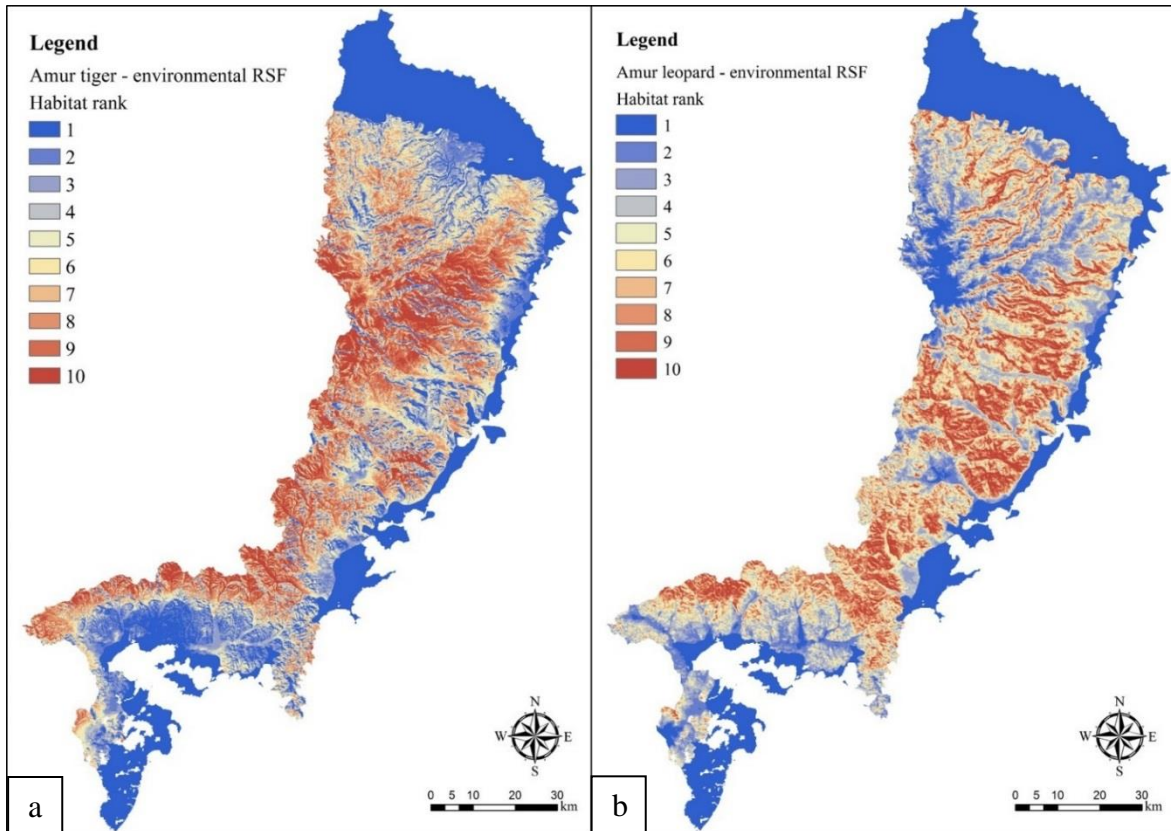 Legend
Amur tiger - environmental RSF
Habitat rank
1
2
3
4
5
6
7
8
9
10
N
W E
S
0 5 10 20 30
km
a
Legend
Amur leopard - environmental RSF
Habitat rank
1
2
3
4
5
6
7
8
9
10
N
W E
S
0 5 10 20 30
km
b